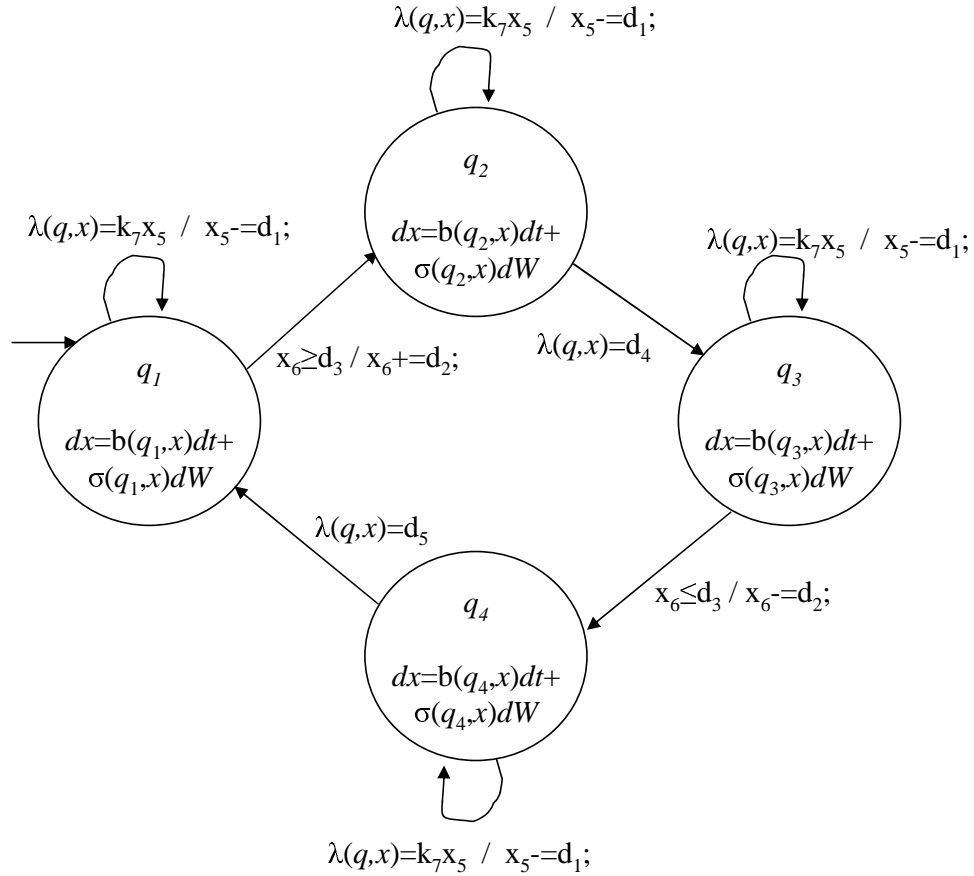 λ(q,x)=k₇x₅ / x₅-=d₁;
q₂
dx=b(q₂,x)dt+
σ(q₂,x)dW
λ(q,x)=k₇x₅ / x₅-=d₁;
λ(q,x)=k₇x₅ / x₅-=d₁;
x₆≥d₃ / x₆+=d₂;
λ(q,x)=d₄
q₁
dx=b(q₁,x)dt+
σ(q₁,x)dW
q₃
dx=b(q₃,x)dt+
σ(q₃,x)dW
λ(q,x)=d₅
x₆≤d₃ / x₆-=d₂;
q₄
dx=b(q₄,x)dt+
σ(q₄,x)dW
λ(q,x)=k₇x₅ / x₅-=d₁;